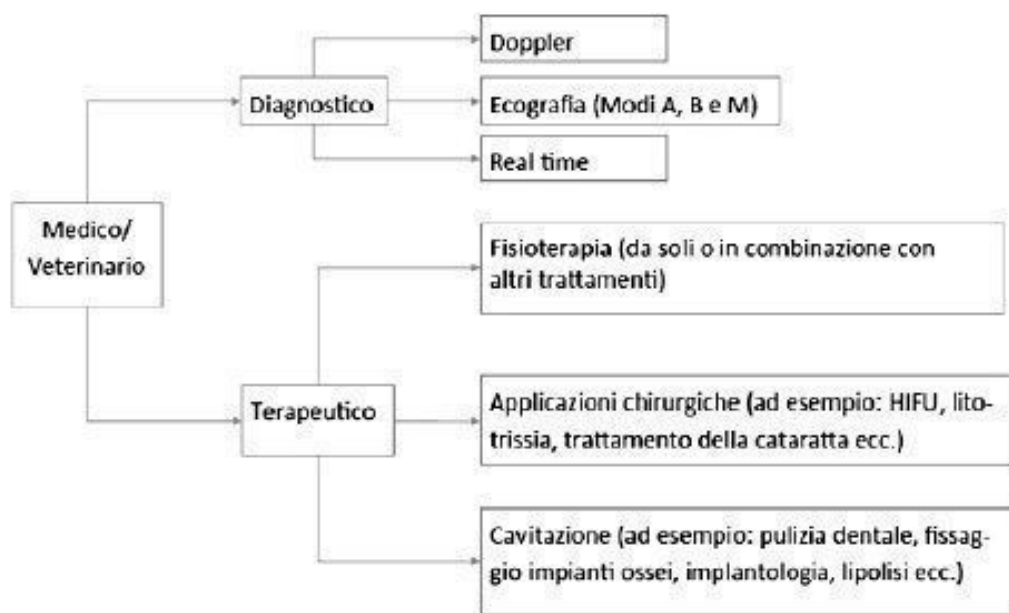 Doppler
Diagnostico
Ecografia (Modi A, B e M)
Real time
Medico/
Veterinario
Fisioterapia (da soli o in combinazione con
altri trattamenti)
Terapeutico
Applicazioni chirurgiche (ad esempio: HIFU, lito-
trissia, trattamento della cataratta ecc.)
Cavitazione (ad esempio: pulizia dentale, fissag-
gio impianti ossei, implantologia, lipolisi ecc.)